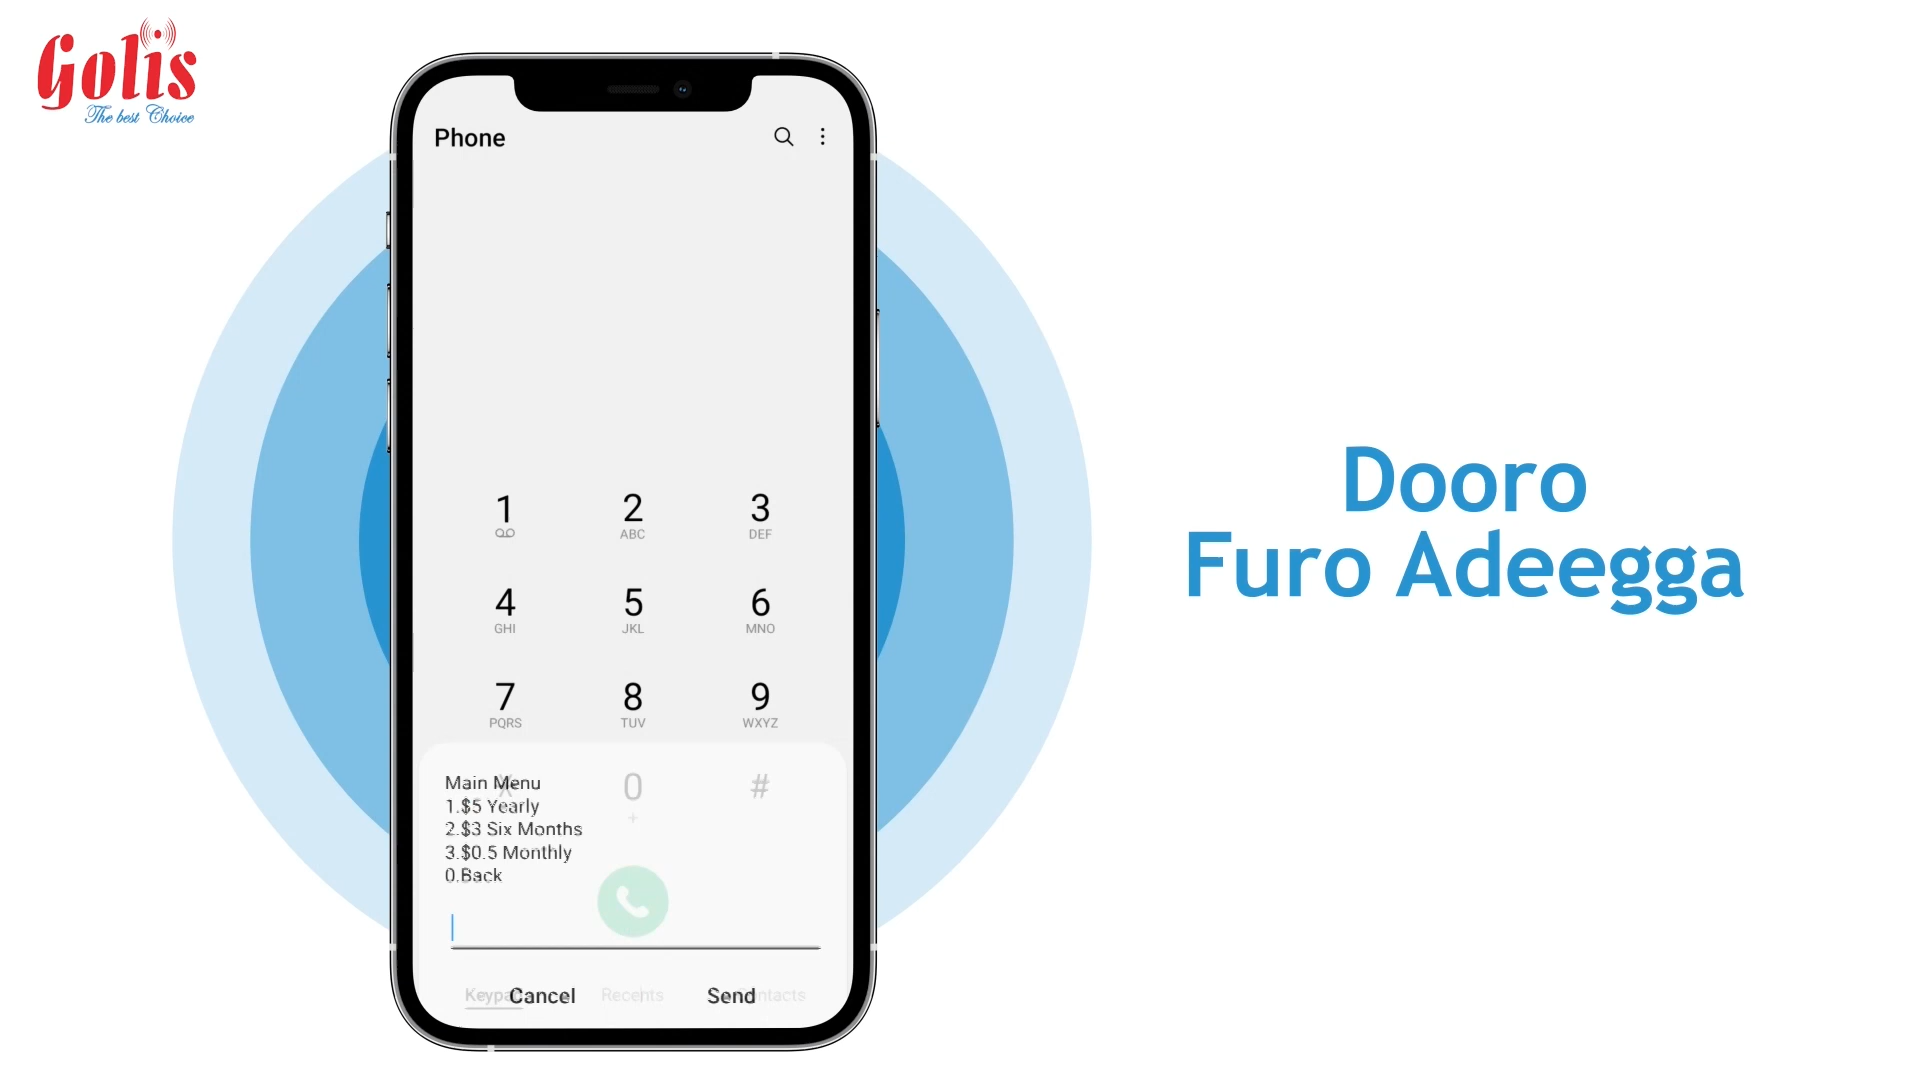 Golis
The best Choice
Phone
1
2
ABC
3
DEF
4
GHI
5
JKL
6
MNO
7
PQRS
8
TUV
9
WXYZ
0
+
#
Main Menu
1.$5 Yearly
2.$3 Six Months
3.$0.5 Monthly
0.Back
Cancel
Recents
Send
Dooro
Furo Adeegga